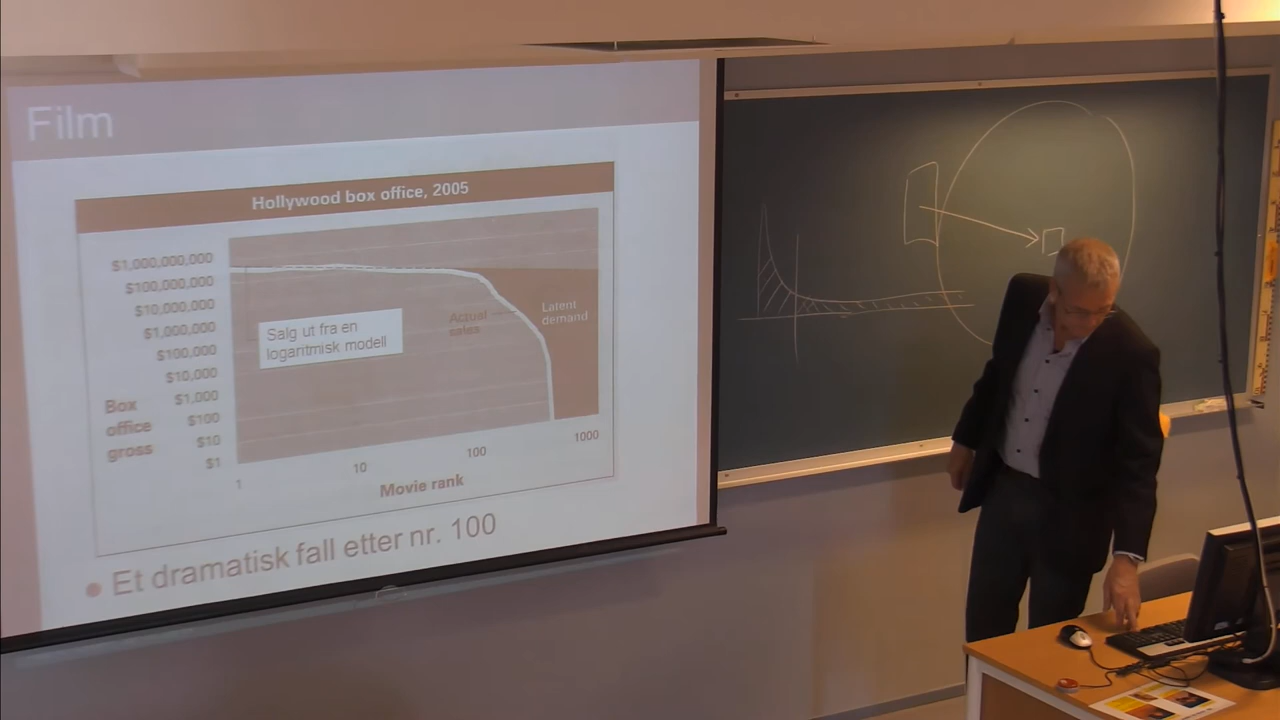 Film
Hollywood box office, 2005
$1,000,000,000
$100,000,000
$10,000,000
$1,000,000
$100,000
$10,000
$1,000
$100
$10
$1
Box
office
gross
Salg ut fra en
logaritmisk modell
Actual
sales
Latent
demand
1
10
100
1000
Movie rank
• Et dramatisk fall etter nr. 100